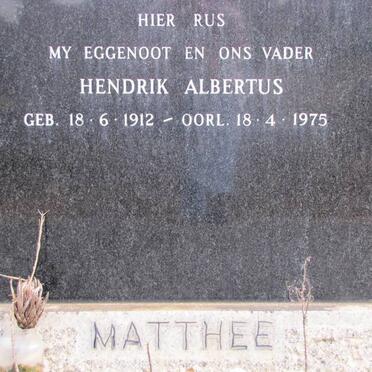 HIER RUS
MY EGGENOOT EN ONS VADER
HENDRIK ALBERTUS
GEB. 18·6·1912 – OORL. 18·4·1975
MATTHEE